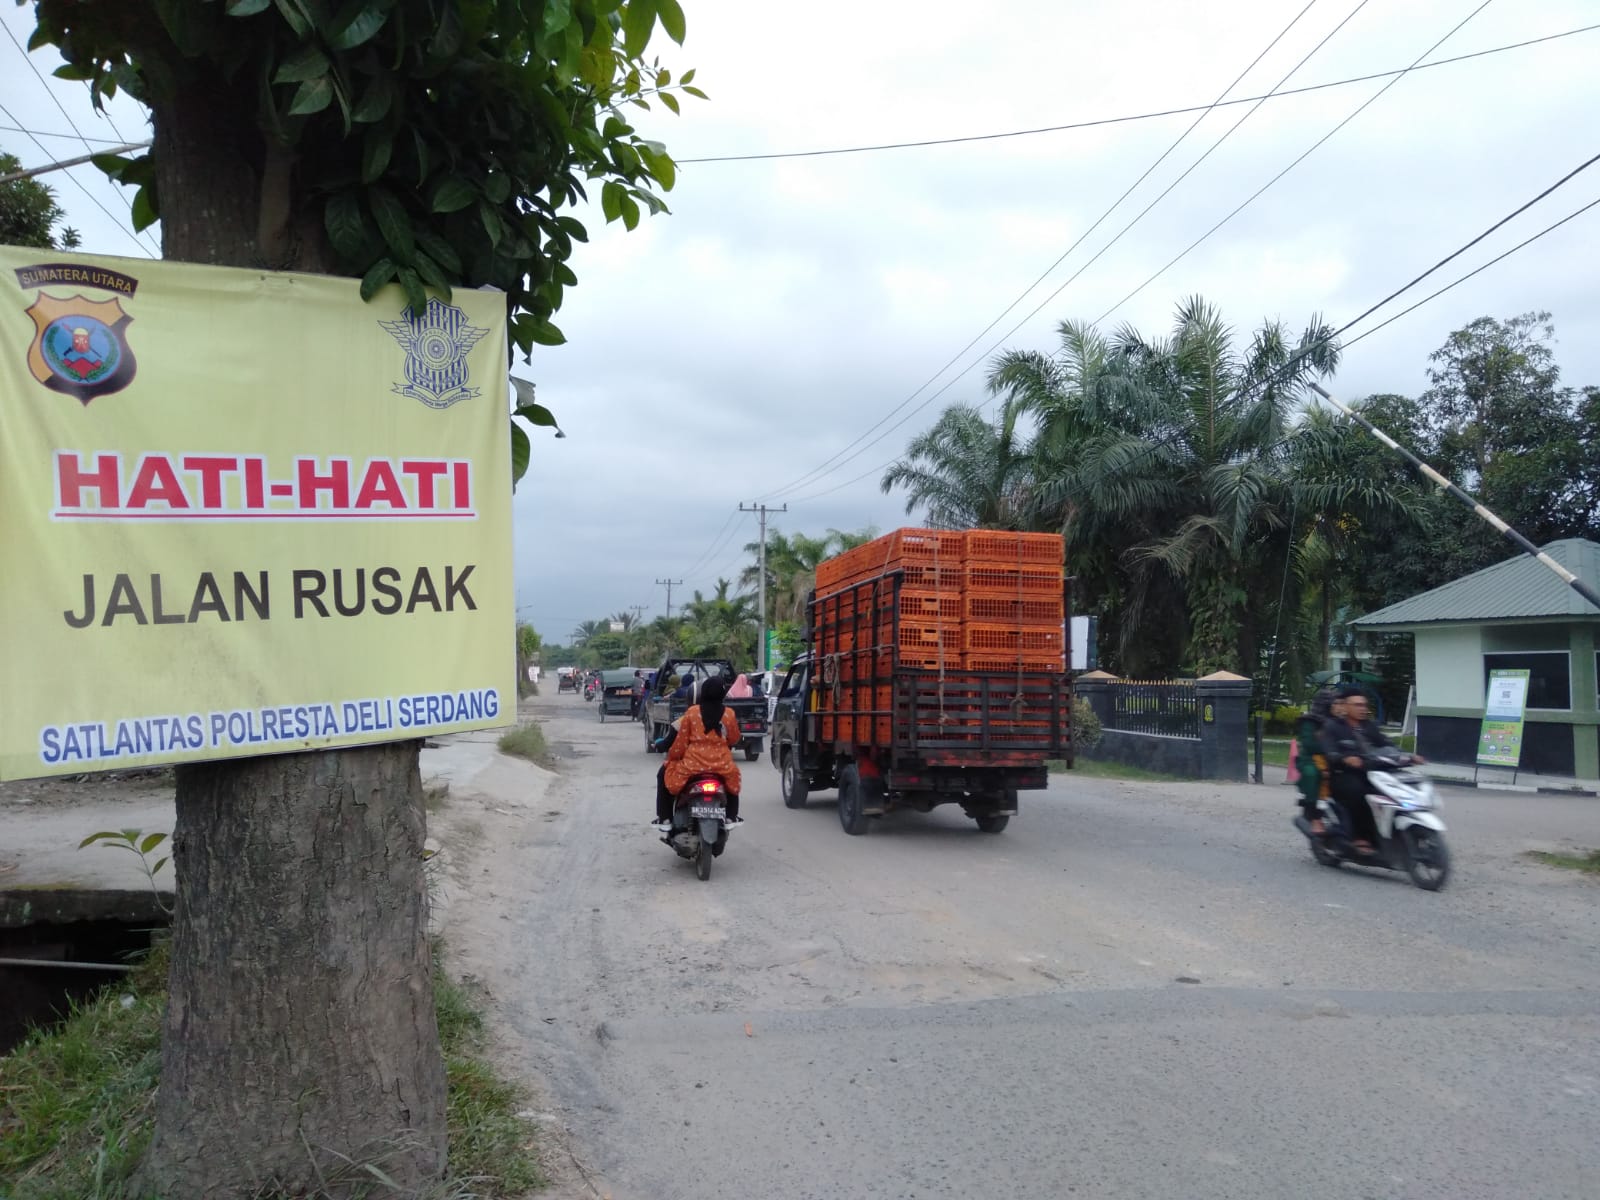 SUMATERA UTARA
HATI-HATI
JALAN RUSAK
SATLANTAS POLRESTA DELI SERDANG